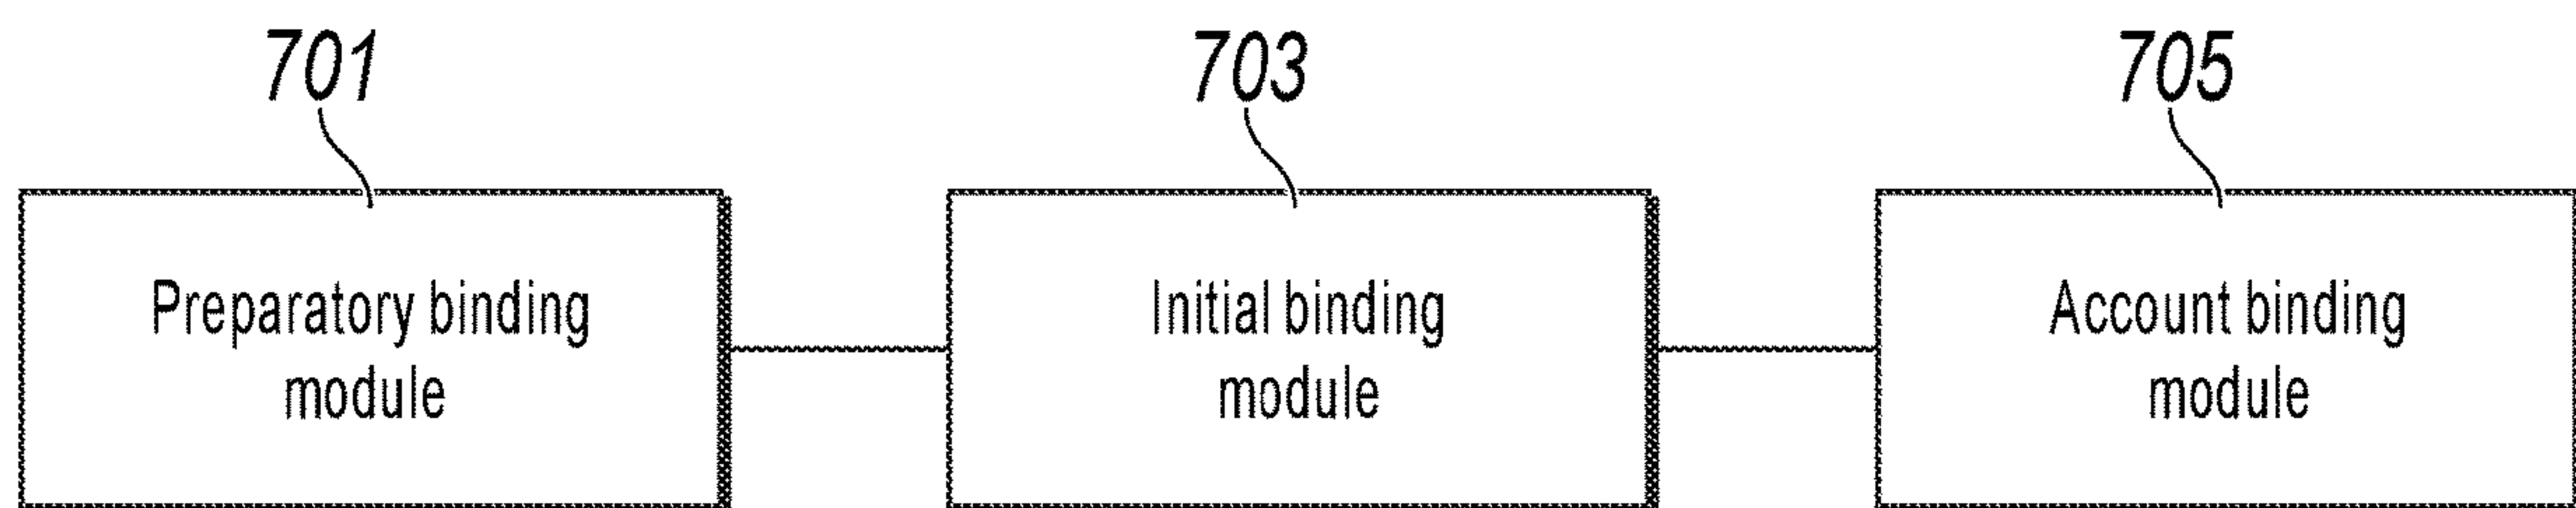 701
703
705
Preparatory binding
module
Initial binding
module
Account binding
module